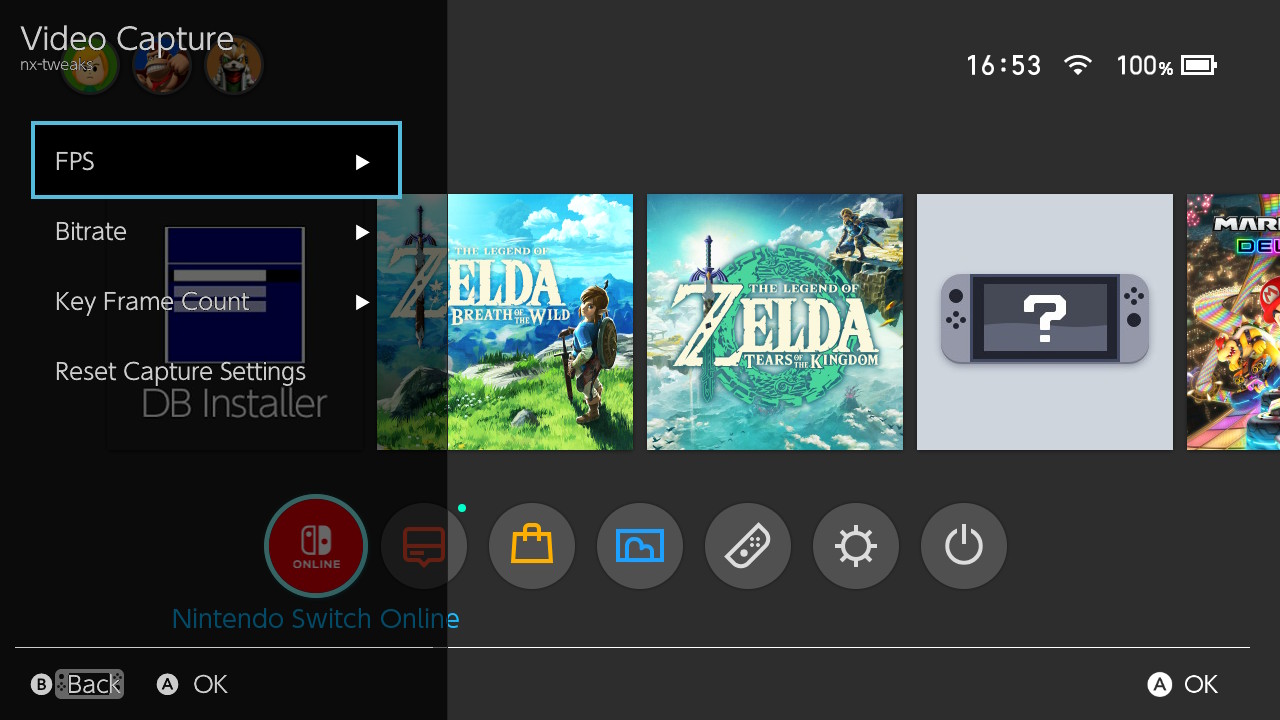 Video Capture
nx-tweaks
16:53
100%
FPS
Bitrate
Key Frame Count
Reset Capture Settings
DB Installer
THE LEGEND OF
ZELDA
BREATH OF THE WILD
THE LEGEND OF
ZELDA
TEARS OF THE KINGDOM
?
MAR
DEL
ONLINE
Nintendo Switch Online
B Back
A OK
A OK